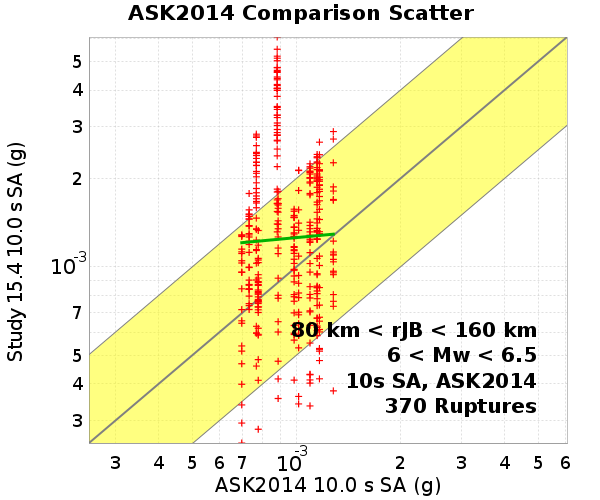 ASK2014 Comparison Scatter
Study 15.4 10.0 s SA (g)
5
4
3
2
10-3
7
5
4
3
80 km < rJB < 160 km
6 < Mw < 6.5
10s SA, ASK2014
370 Ruptures
3 4 5 6 7 10-3 2 3 4 5 6
ASK2014 10.0 s SA (g)